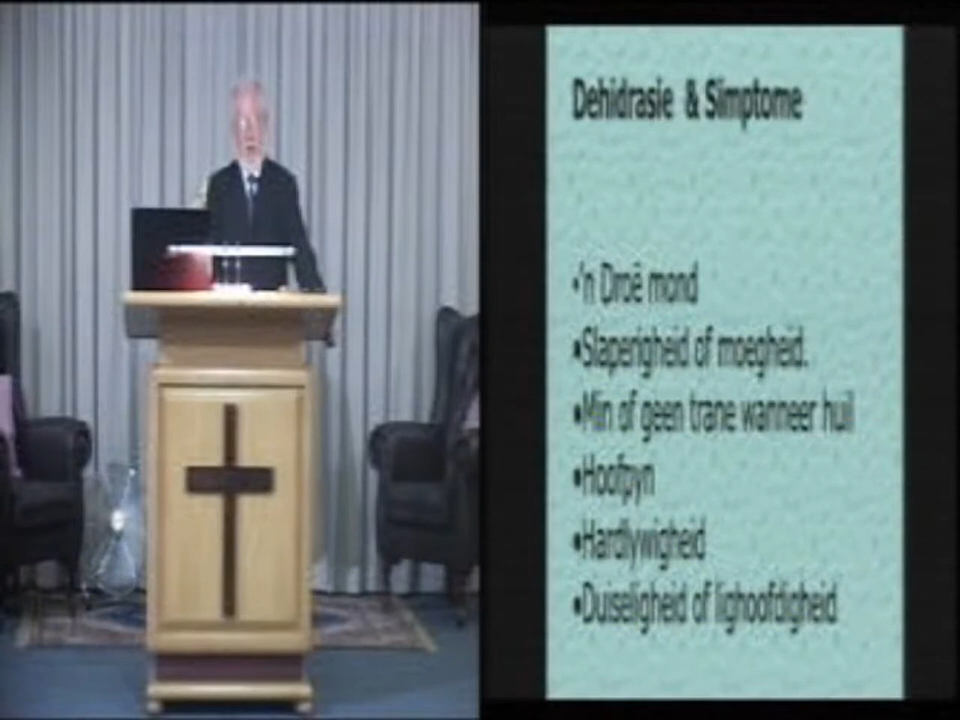 Dehidrasie & Simptome
•'n Droë mond
•Slaperigheid of moegheid.
•Min of geen trane wanneer huil
•Hoofpyn
•Hardlywigheid
•Duiseligheid of lighoofdigheid